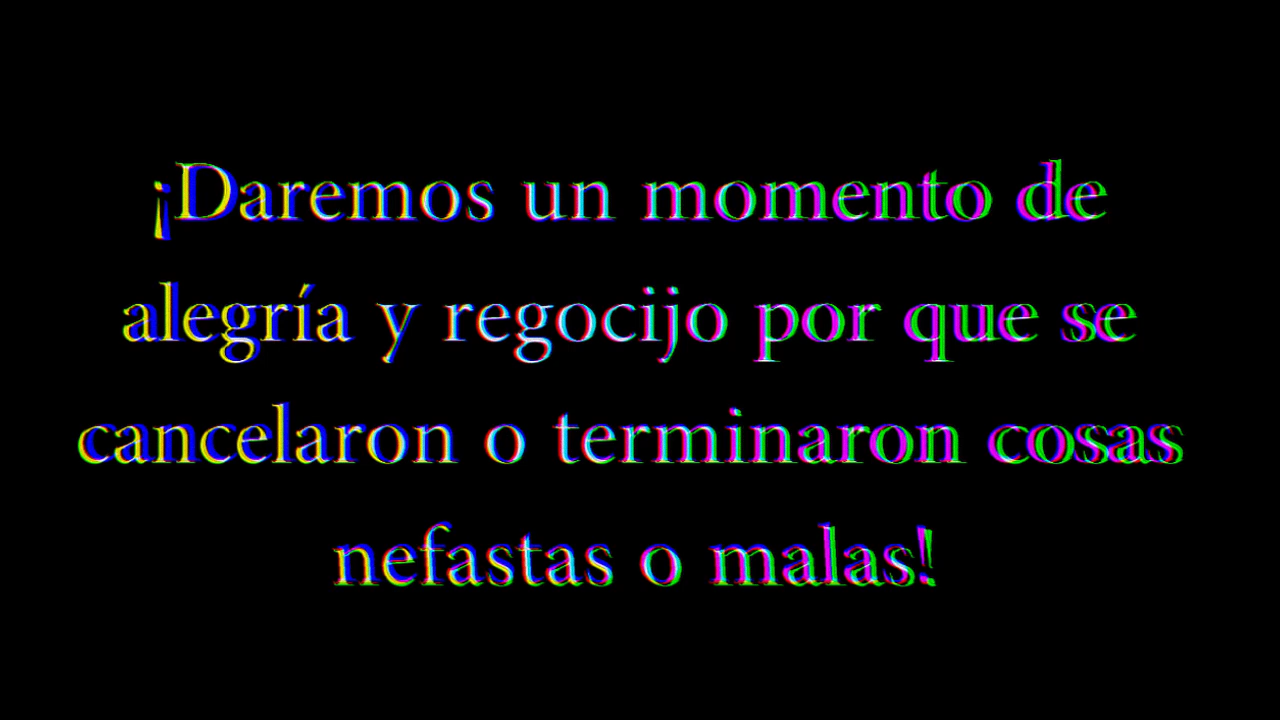 ¡Daremos un momento de
alegría y regocijo por que se
cancelaron o terminaron cosas
nefastas o malas!